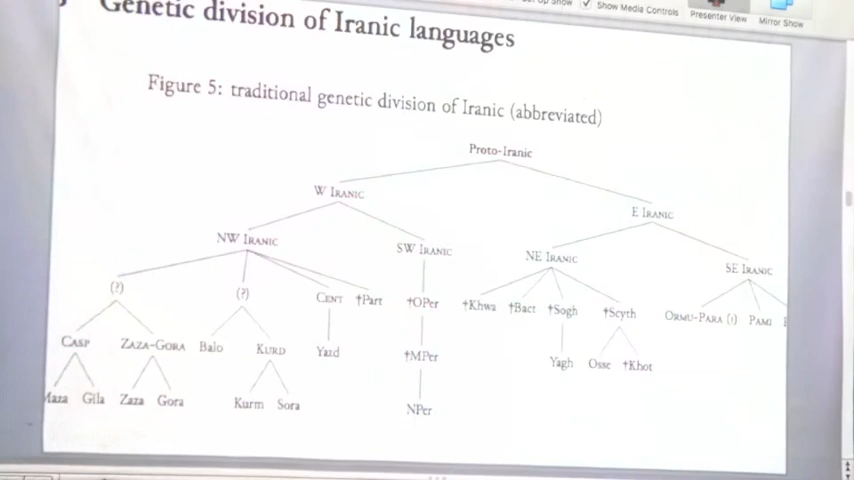 Show Media Controls
Presenter View
Mirror Show
Genetic division of Iranic languages
Figure 5: traditional genetic division of Iranic (abbreviated)
Proto-Iranic
W IRANIC
E IRANIC
NW IRANIC
SW IRANIC
NE IRANIC
SE IRANIC
(?) (?) CENT †Part †OPer †Khwa †Bact †Sogh †Scyth ORMU-PARA (?) PAMI
CASP ZAZA-GORA Balo KURD Yazd †MPer Yagh Osse †Khot
Maza Gila Zaza Gora Kurm Sora NPer